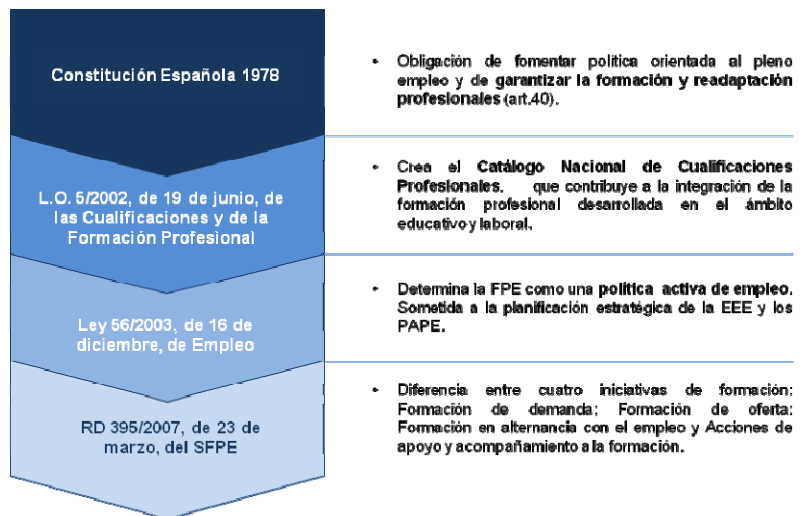 Constitución Española 1978
• Obligación de fomentar política orientada al pleno
empleo y de garantizar la formación y readaptación
profesionales (art.40).
L.O. 5/2002, de 19 de junio, de
las Cualificaciones y de la
Formación Profesional
• Crea el Catálogo Nacional de Cualificaciones
Profesionales, que contribuye a la integración de la
formación profesional desarrollada en el ámbito
educativo y laboral.
Ley 56/2003, de 16 de
diciembre, de Empleo
• Determina la FPE como una política activa de empleo.
Sometida a la planificación estratégica de la EEE y los
PAPE.
RD 395/2007, de 23 de
marzo, del SFPE
• Diferencia entre cuatro iniciativas de formación:
Formación de demanda; Formación de oferta;
Formación en alternancia con el empleo y Acciones de
apoyo y acompañamiento a la formación.